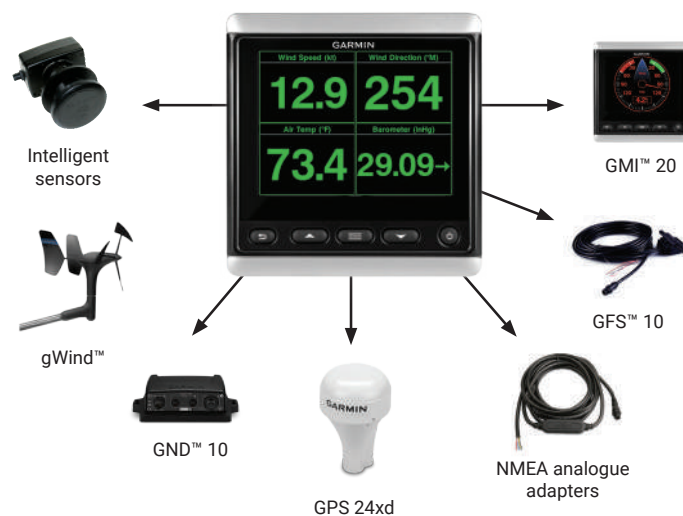 GARMIN
Wind Speed (kt) Wind Direction (°M)
12.9 254
Air Temp (°F) Barometer (inHg)
73.4 29.09→
Intelligent
sensors
GMI™ 20
gWind™
GFS™ 10
GND™ 10
GARMIN
GPS 24xd
NMEA analogue
adapters